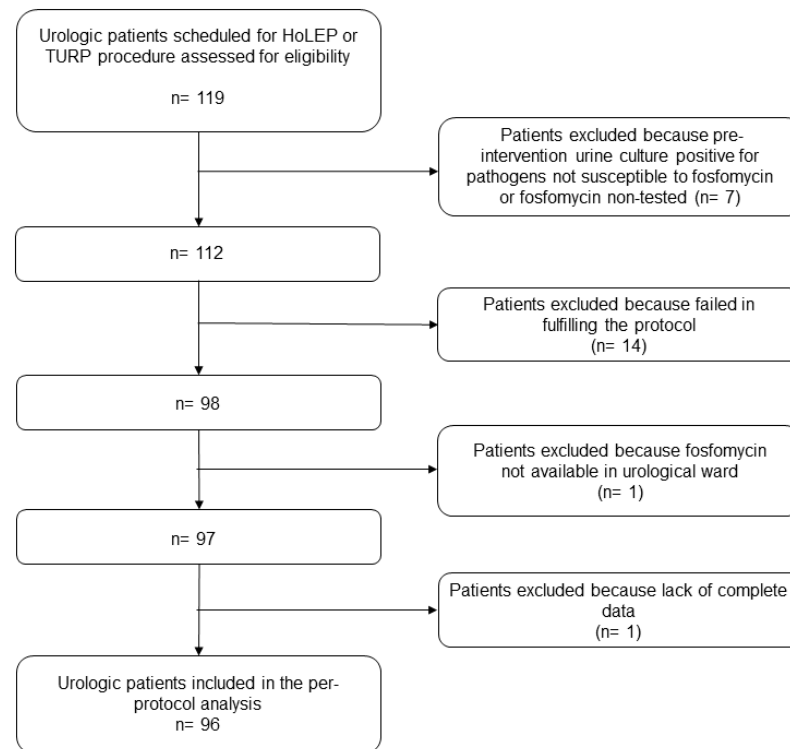 Urologic patients scheduled for HoLEP or
TURP procedure assessed for eligibility
n= 119
Patients excluded because pre-
intervention urine culture positive for
pathogens not susceptible to fosfomycin
or fosfomycin non-tested (n= 7)
n= 112
Patients excluded because failed in
fulfilling the protocol
(n= 14)
n= 98
Patients excluded because fosfomycin
not available in urological ward
(n= 1)
n= 97
Patients excluded because lack of complete
data
(n= 1)
Urologic patients included in the per-
protocol analysis
n= 96